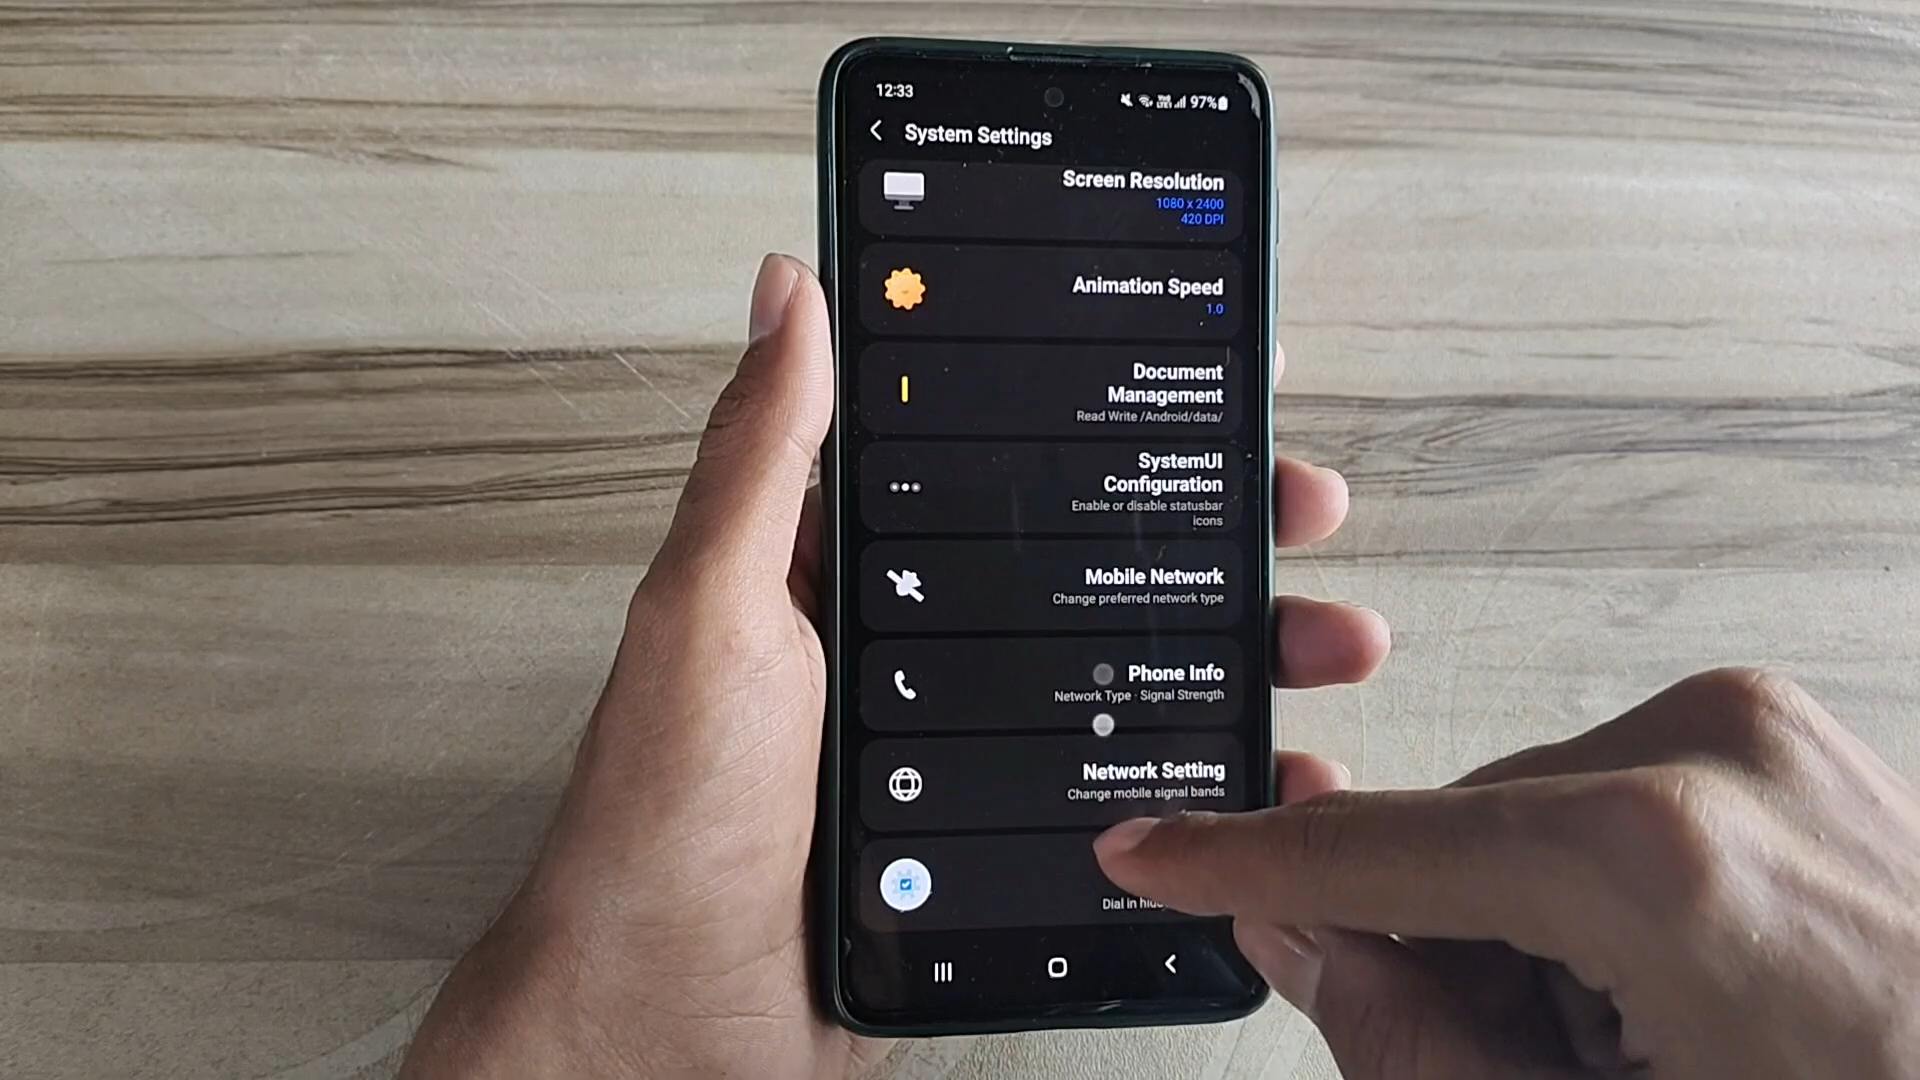 12:33
97%
System Settings
Screen Resolution
1080 x 2400
420 DPI
Animation Speed
1.0
Document
Management
Read Write /Android/data/
SystemUI
Configuration
Enable or disable statusbar
icons
Mobile Network
Change preferred network type
Phone Info
Network Type · Signal Strength
Network Setting
Change mobile signal bands
Dial in